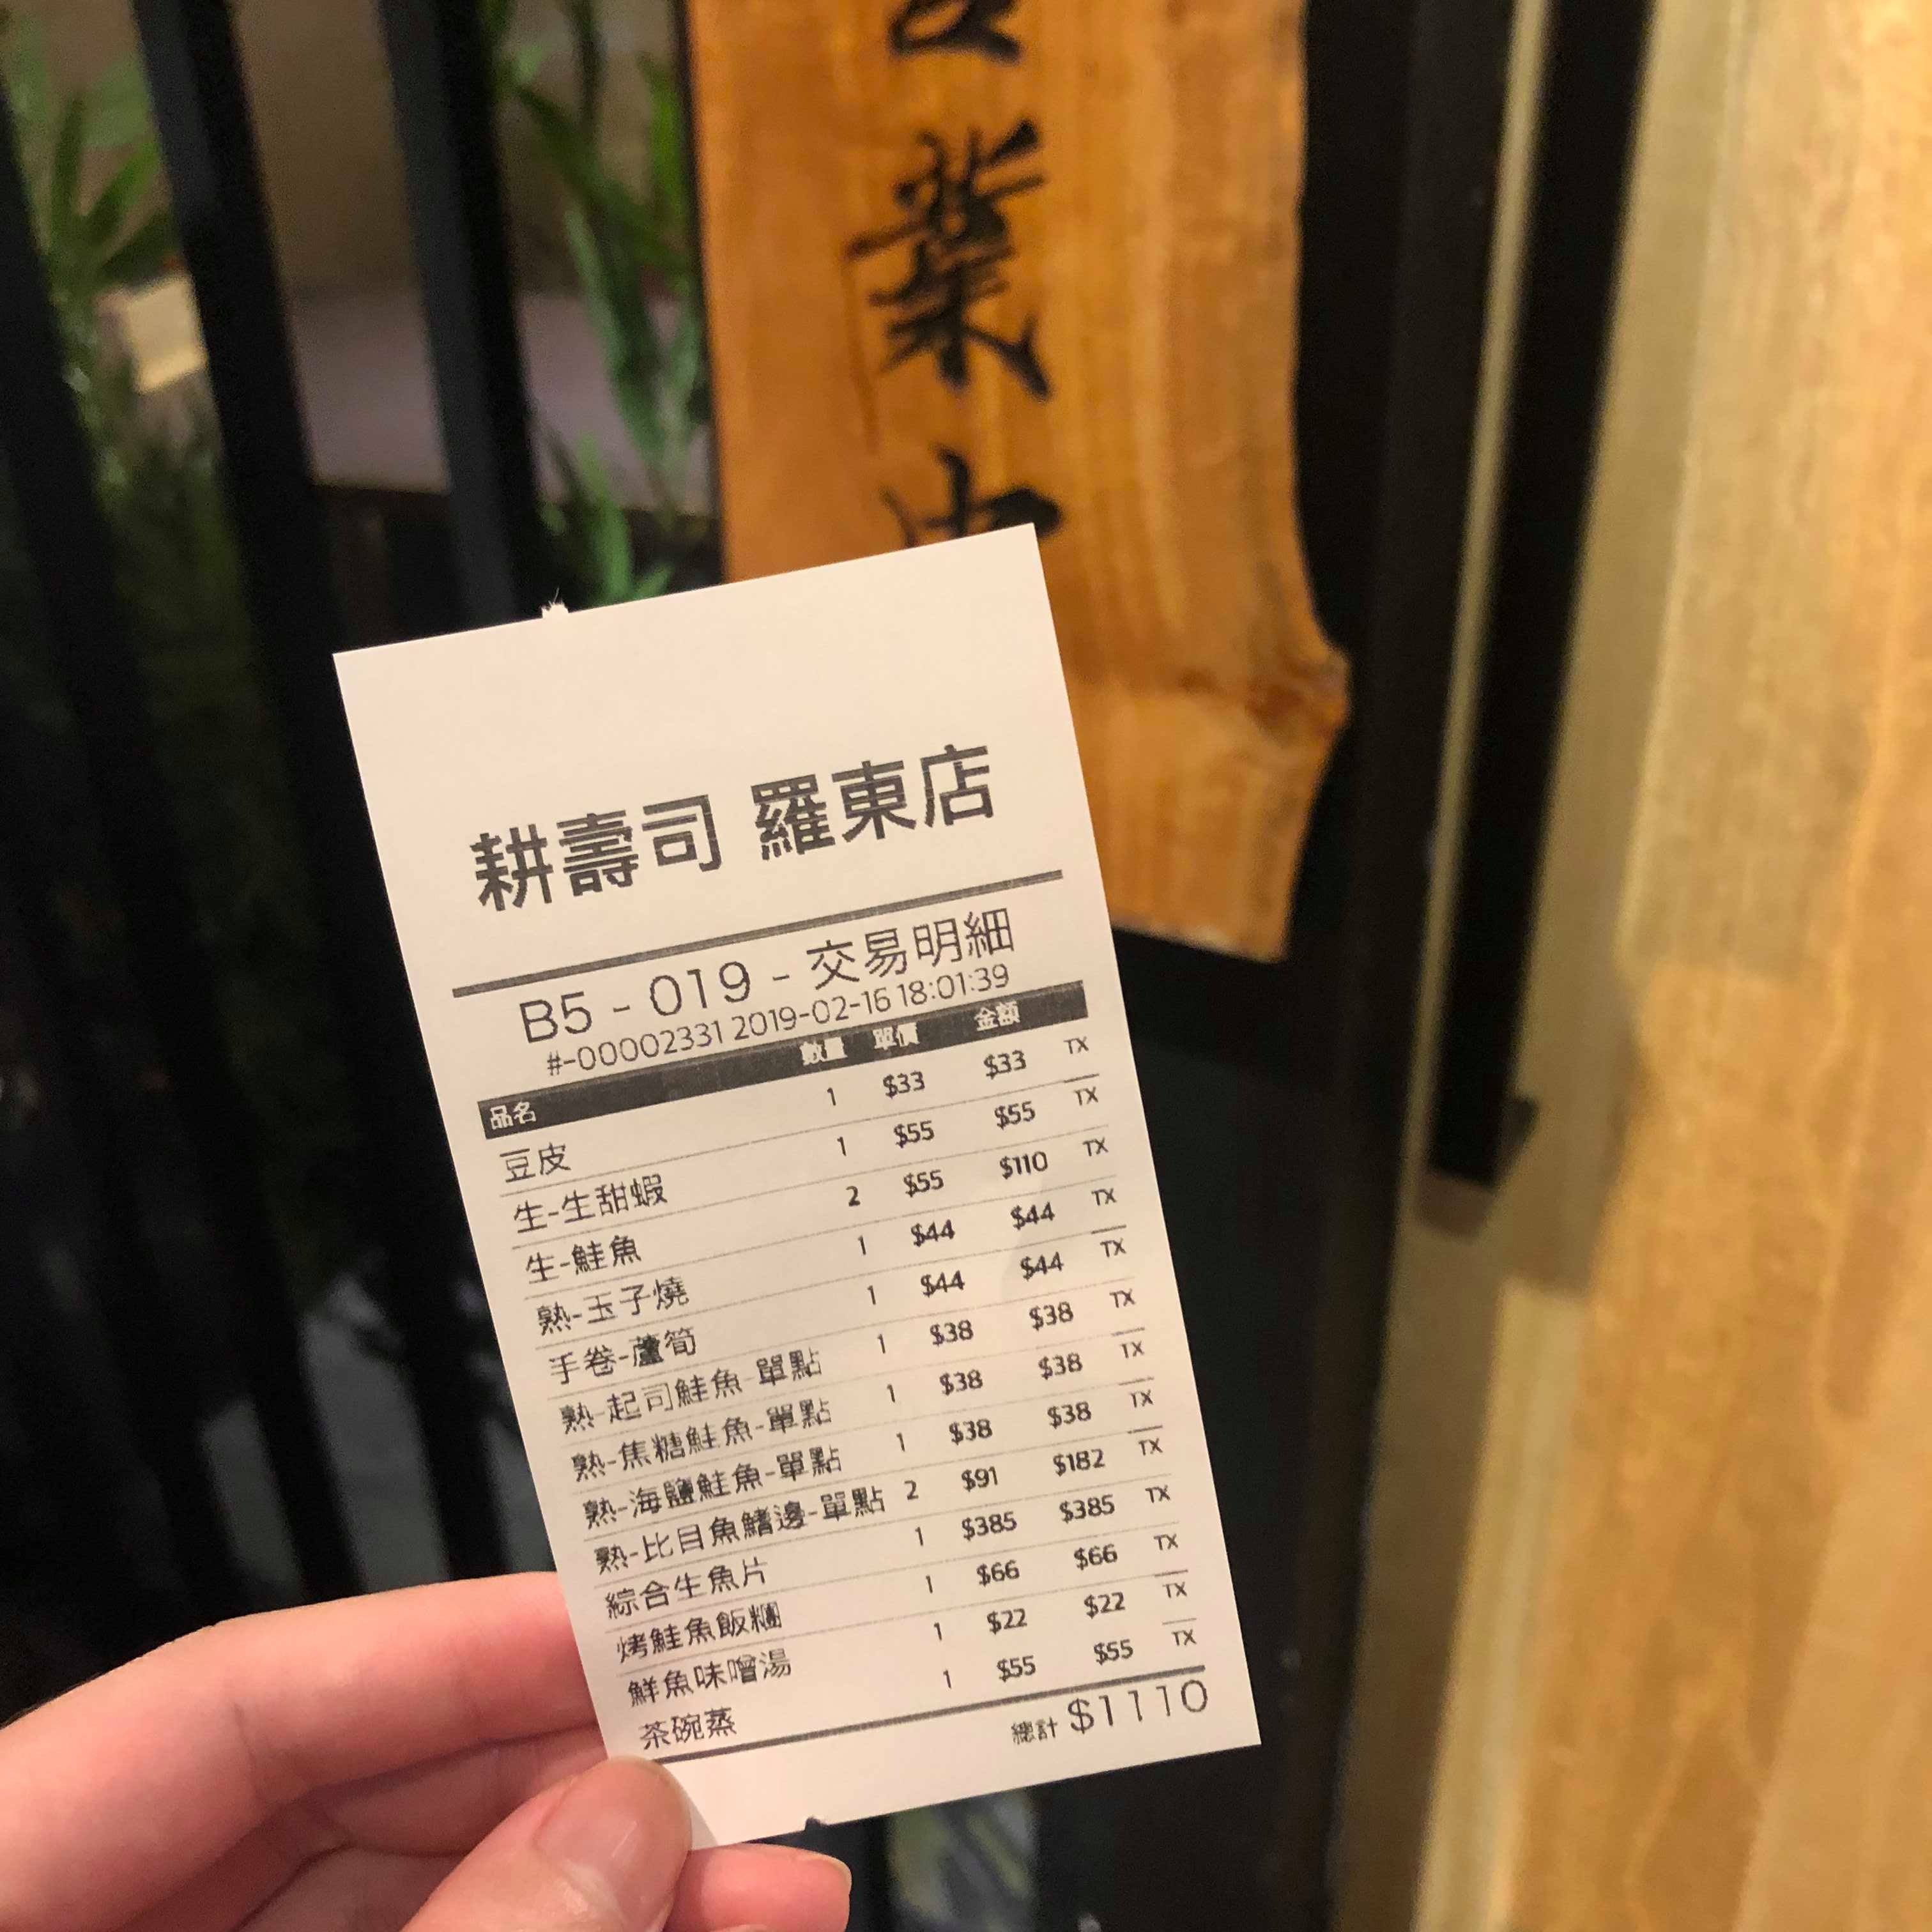 業
中
耕壽司 羅東店
B5 - 019 - 交易明細
#-00002331 2019-02-16 18:01:39
品名 數量 單價 金額
豆皮 1 $33 $33 TX
生-生甜蝦 1 $55 $55 TX
生-鮭魚 2 $55 $110 TX
熟-玉子燒 1 $44 $44 TX
手卷-蘆筍 1 $44 $44 TX
熟-起司鮭魚-單點 1 $38 $38 TX
熟-焦糖鮭魚-單點 1 $38 $38 TX
熟-海鹽鮭魚-單點 1 $38 $38 TX
熟-比目魚鰭邊-單點 2 $91 $182 TX
綜合生魚片 1 $385 $385 TX
烤鮭魚飯糰 1 $66 $66 TX
鮮魚味噌湯 1 $22 $22 TX
茶碗蒸 1 $55 $55 TX
總計 $1110